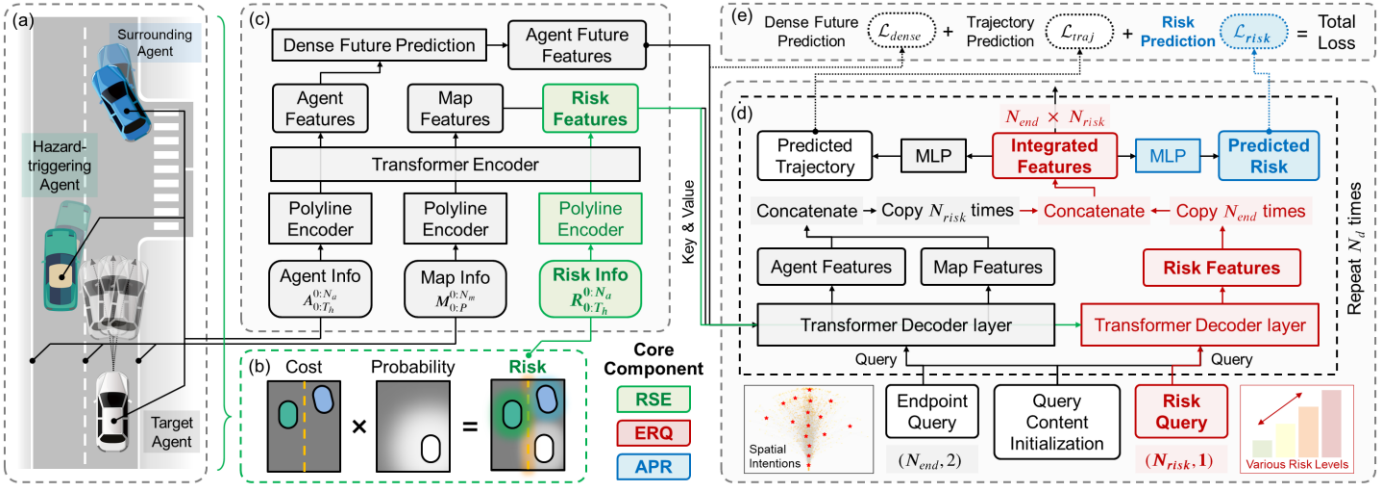 (a)
Surrounding
Agent
Hazard-
triggering
Agent
Target
Agent
(c)
Dense Future Prediction
Agent Future
Features
Agent
Features
Map
Features
Risk
Features
Transformer Encoder
Polyline
Encoder
Polyline
Encoder
Polyline
Encoder
Agent Info
A_{0:T_h}^{0:N_a}
Map Info
M_{0:P}^{0:N_m}
Risk Info
R_{0:T_h}^{0:N_a}
Key & Value
(b)
Cost
Probability
Risk
×
=
Core
Component
RSE
ERQ
APR
(e)
Dense Future
Prediction
ℒ_{dense}
+
Trajectory
Prediction
ℒ_{traj}
+
Risk
Prediction
ℒ_{risk}
=
Total
Loss
(d)
N_{end} × N_{risk}
Predicted
Trajectory
MLP
Integrated
Features
MLP
Predicted
Risk
Concatenate
Copy N_{risk} times
Concatenate
Copy N_{end} times
Agent Features
Map Features
Risk Features
Transformer Decoder layer
Transformer Decoder layer
Query
Query
Repeat N_d times
Spatial
Intentions
Endpoint
Query
(N_{end}, 2)
Query
Content
Initialization
Risk
Query
(N_{risk}, 1)
Various Risk Levels